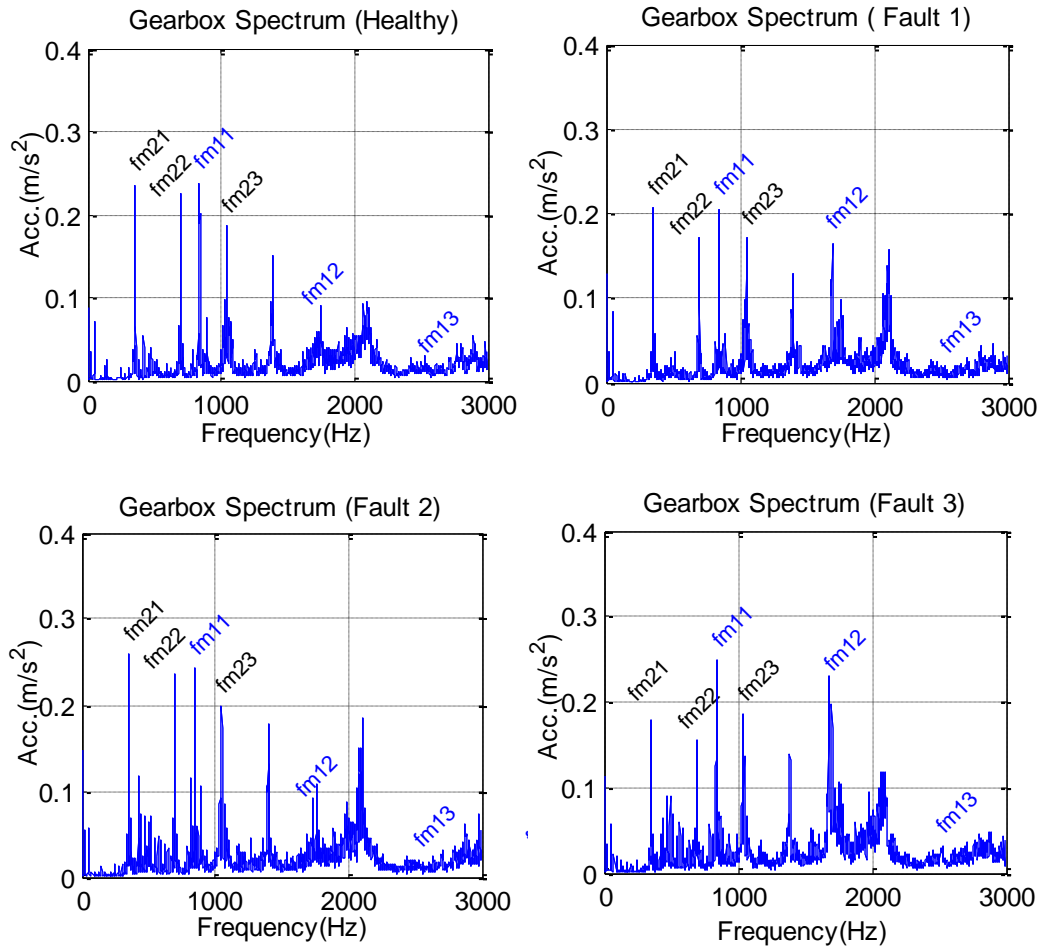 Gearbox Spectrum (Healthy)
0.4
0.3
0.2
0.1
0
Acc.(m/s2)
fm21
fm22
fm11
fm23
fm12
fm13
0 1000 2000 3000
Frequency(Hz)
Gearbox Spectrum ( Fault 1)
0.4
0.3
0.2
0.1
0
Acc.(m/s2)
fm21
fm22
fm11
fm23
fm12
fm13
0 1000 2000 3000
Frequency(Hz)
Gearbox Spectrum (Fault 2)
0.4
0.3
0.2
0.1
0
Acc.(m/s2)
fm21
fm22
fm11
fm23
fm12
fm13
0 1000 2000 3000
Frequency(Hz)
Gearbox Spectrum (Fault 3)
0.4
0.3
0.2
0.1
0
Acc.(m/s2)
fm21
fm22
fm11
fm23
fm12
fm13
0 1000 2000 3000
Frequency(Hz)